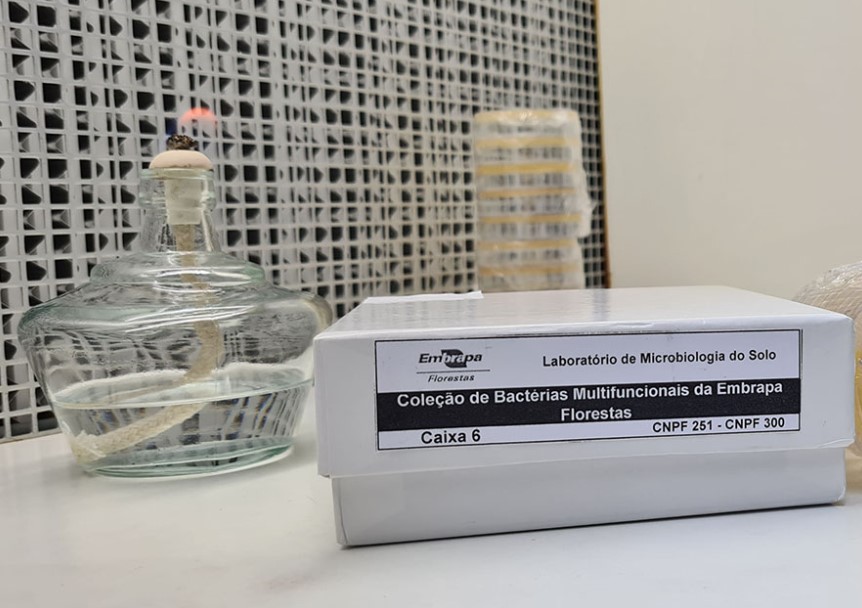 Embrapa
Florestas
Laboratório de Microbiologia do Solo
Coleção de Bactérias Multifuncionais da Embrapa
Florestas
Caixa 6
CNPF 251 - CNPF 300